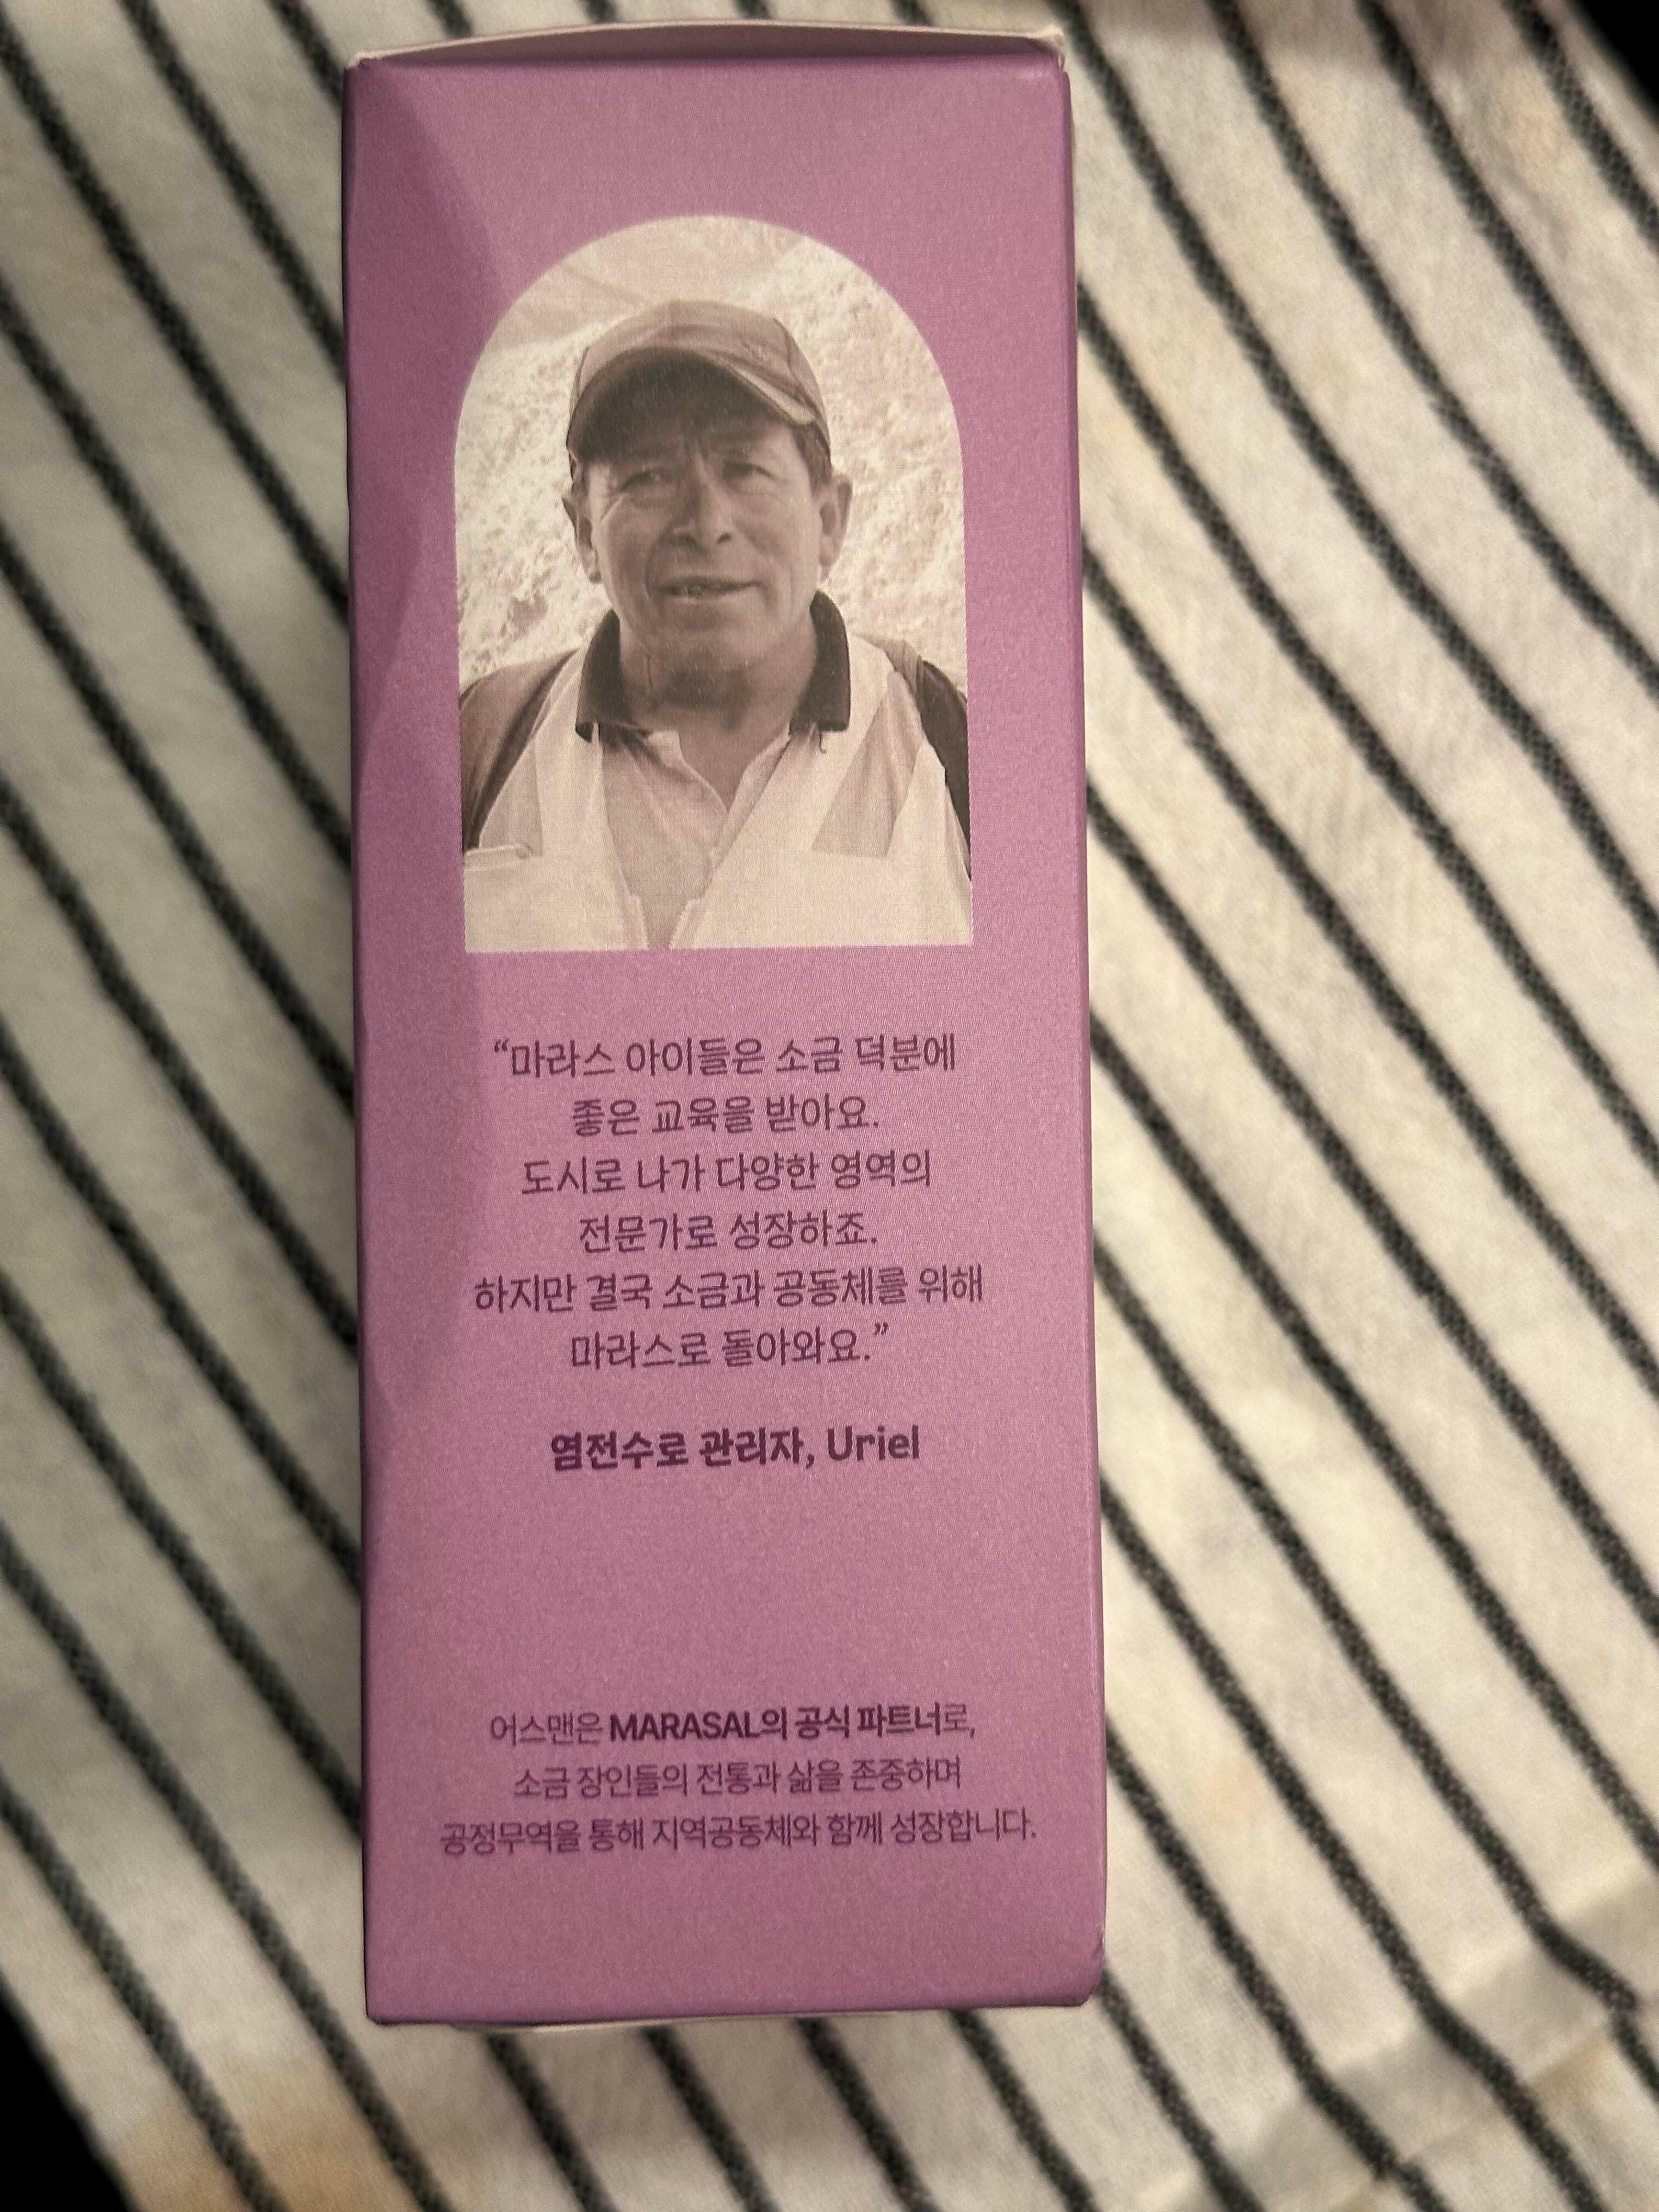 “마라스 아이들은 소금 덕분에
좋은 교육을 받아요.
도시로 나가 다양한 영역의
전문가로 성장하죠.
하지만 결국 소금과 공동체를 위해
마라스로 돌아와요.”
염전수로 관리자, Uriel
어스맨은 MARASAL의 공식 파트너로,
소금 장인들의 전통과 삶을 존중하며
공정무역을 통해 지역공동체와 함께 성장합니다.